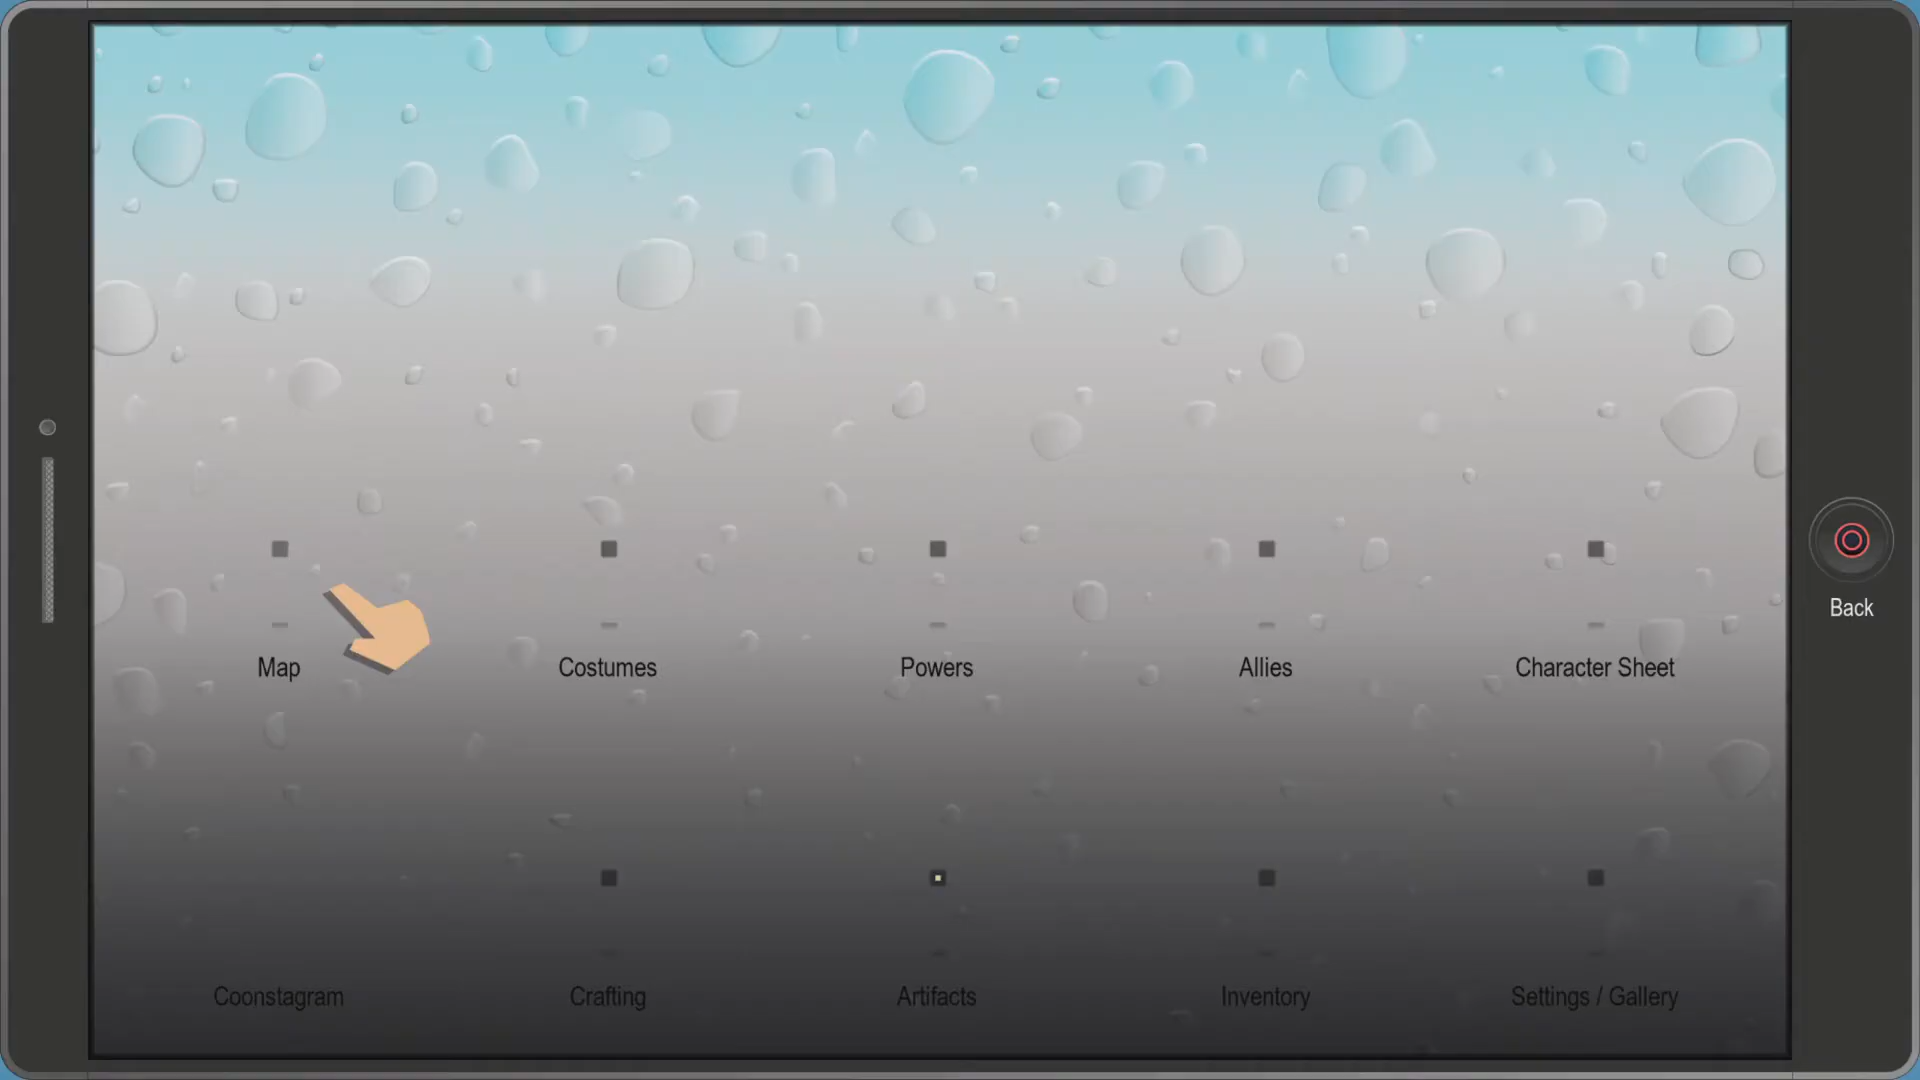 Map
Costumes
Powers
Allies
Character Sheet
Back
Coonstagram
Crafting
Artifacts
Inventory
Settings / Gallery